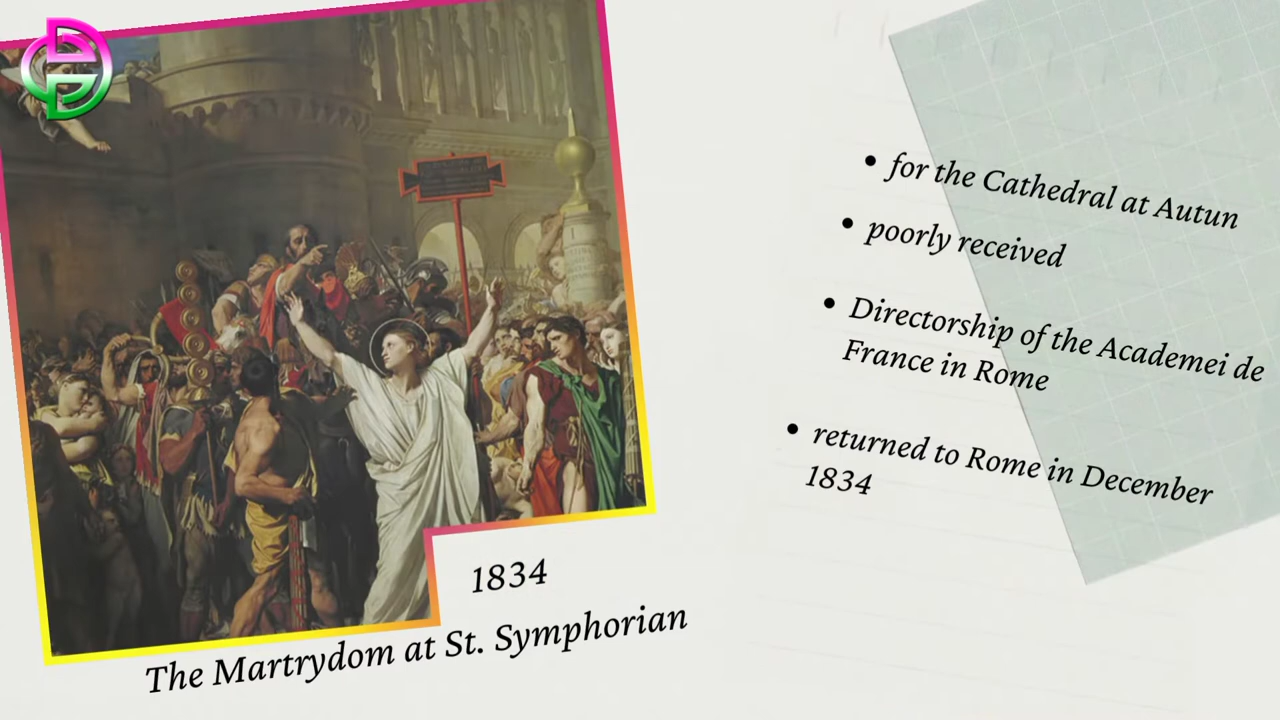 1834
The Martrydom at St. Symphorian
• for the Cathedral at Autun
• poorly received
• Directorship of the Academei de
France in Rome
• returned to Rome in December
1834